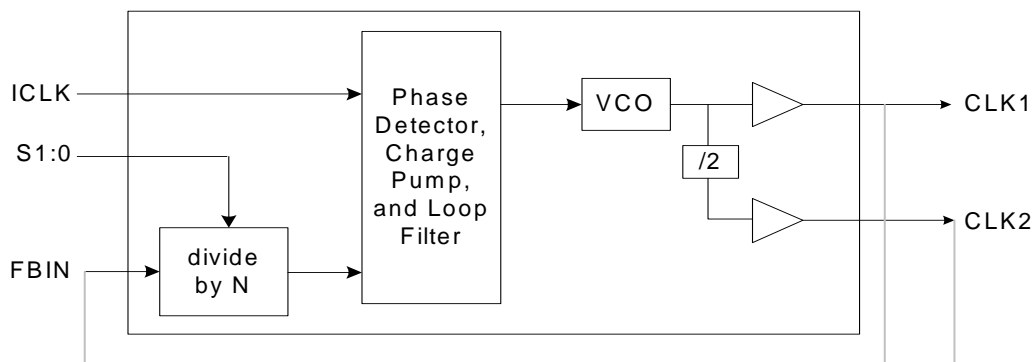 ICLK
S1:0
FBIN
divide
by N
Phase
Detector,
Charge
Pump,
and Loop
Filter
VCO
/2
CLK1
CLK2